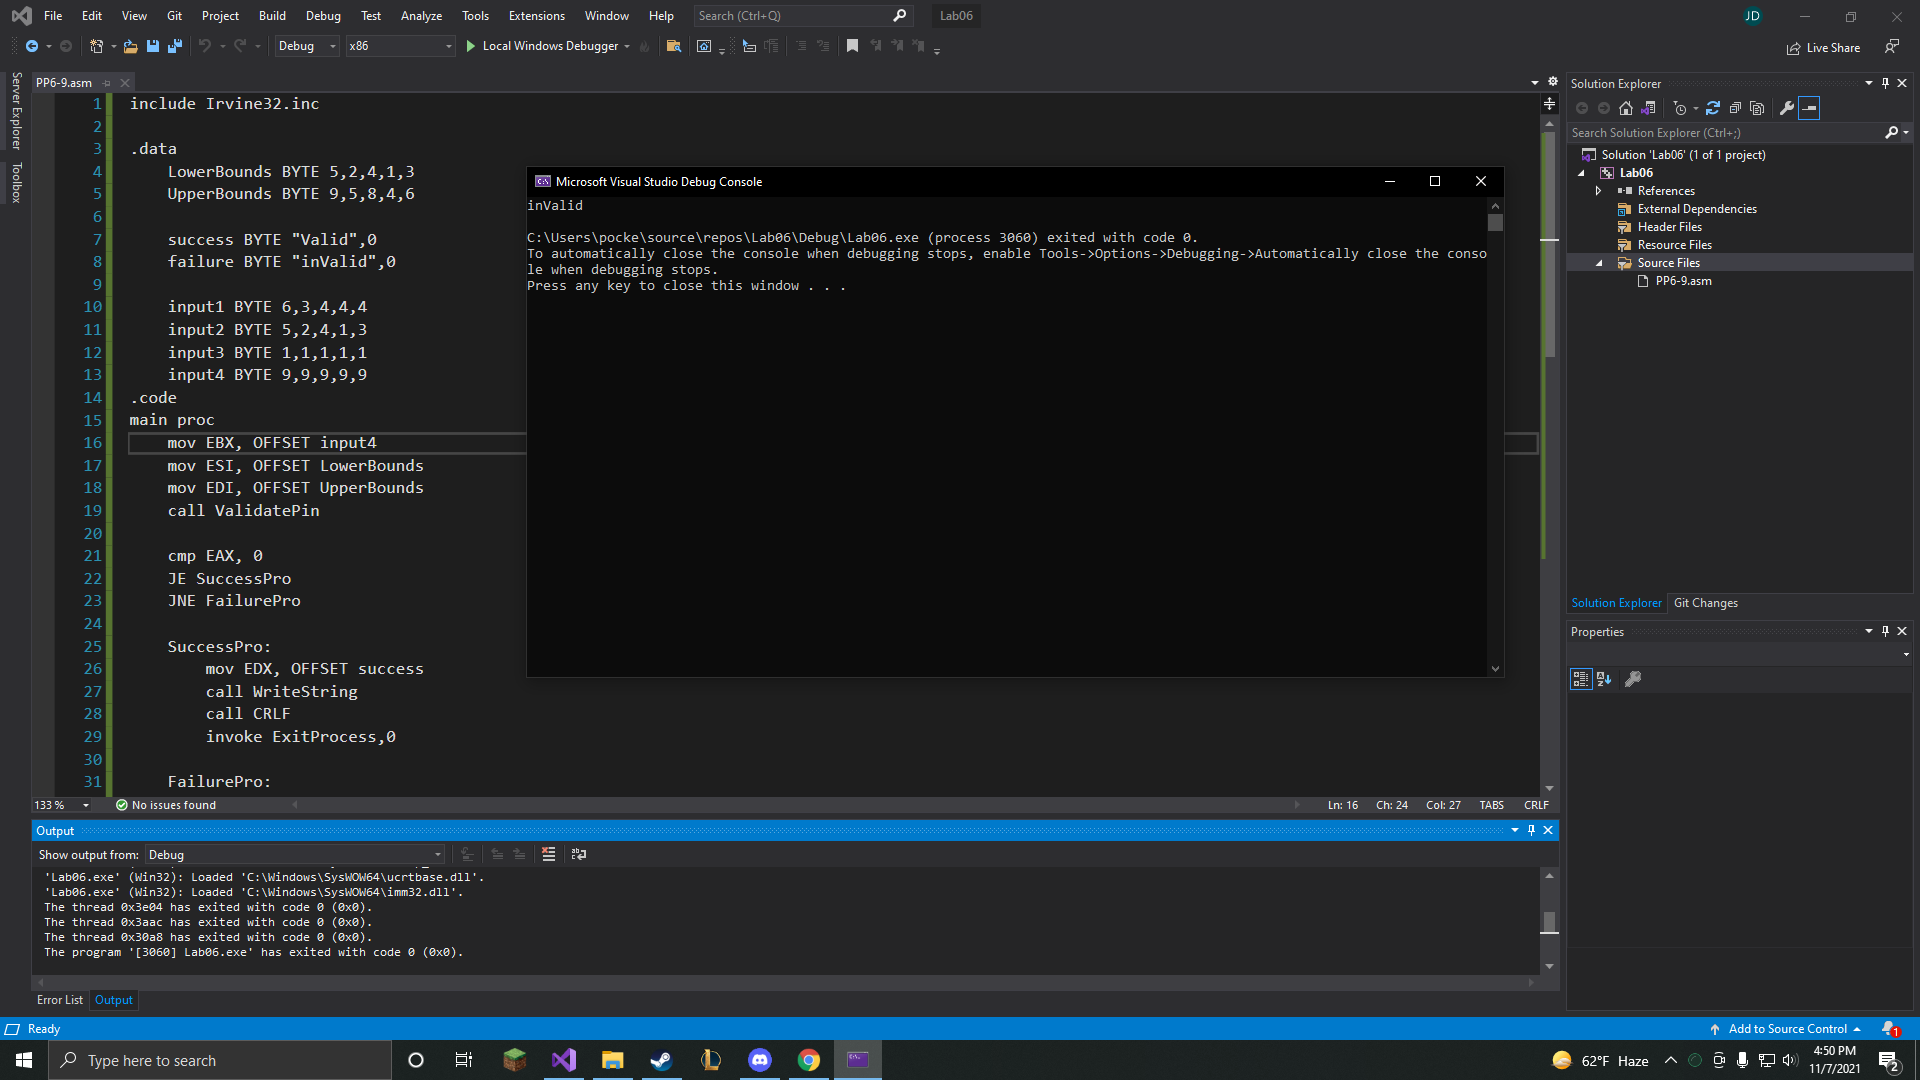 File Edit View Git Project Build Debug Test Analyze Tools Extensions Window Help Search (Ctrl+Q) Lab06 JD
Debug x86 Local Windows Debugger Live Share
Server Explorer
Toolbox
PP6-9.asm
1 include Irvine32.inc
2
3 .data
4 LowerBounds BYTE 5,2,4,1,3
5 UpperBounds BYTE 9,5,8,4,6
6
7 success BYTE "Valid",0
8 failure BYTE "inValid",0
9
10 input1 BYTE 6,3,4,4,4
11 input2 BYTE 5,2,4,1,3
12 input3 BYTE 1,1,1,1,1
13 input4 BYTE 9,9,9,9,9
14 .code
15 main proc
16 mov EBX, OFFSET input4
17 mov ESI, OFFSET LowerBounds
18 mov EDI, OFFSET UpperBounds
19 call ValidatePin
20
21 cmp EAX, 0
22 JE SuccessPro
23 JNE FailurePro
24
25 SuccessPro:
26 mov EDX, OFFSET success
27 call WriteString
28 call CRLF
29 invoke ExitProcess,0
30
31 FailurePro:
133 % No issues found Ln: 16 Ch: 24 Col: 27 TABS CRLF
Microsoft Visual Studio Debug Console
inValid
C:\Users\pocke\source\repos\Lab06\Debug\Lab06.exe (process 3060) exited with code 0.
To automatically close the console when debugging stops, enable Tools->Options->Debugging->Automatically close the conso
le when debugging stops.
Press any key to close this window . . .
Solution Explorer
Search Solution Explorer (Ctrl+;)
Solution 'Lab06' (1 of 1 project)
Lab06
References
External Dependencies
Header Files
Resource Files
Source Files
PP6-9.asm
Solution Explorer Git Changes
Properties
Output
Show output from: Debug
'Lab06.exe' (Win32): Loaded 'C:\Windows\SysWOW64\ucrtbase.dll'.
'Lab06.exe' (Win32): Loaded 'C:\Windows\SysWOW64\imm32.dll'.
The thread 0x3e04 has exited with code 0 (0x0).
The thread 0x3aac has exited with code 0 (0x0).
The thread 0x30a8 has exited with code 0 (0x0).
The program '[3060] Lab06.exe' has exited with code 0 (0x0).
Error List Output
Ready Add to Source Control 1
Type here to search 62°F Haze 4:50 PM
11/7/2021 2